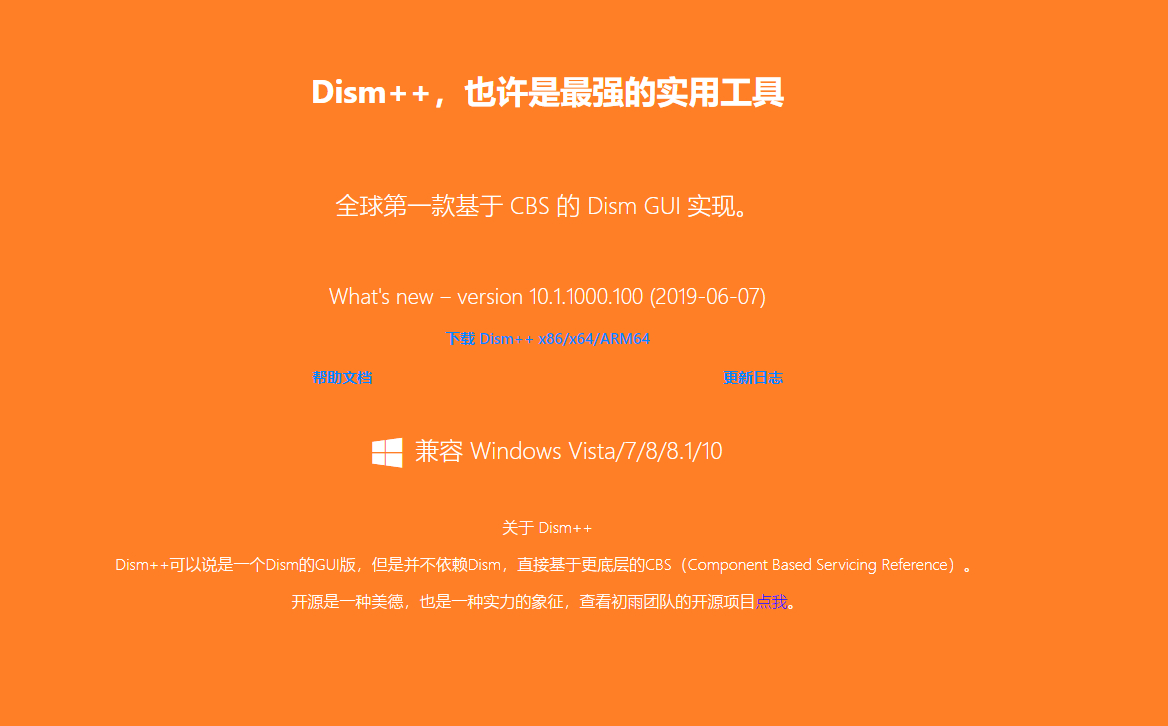 Dism++，也许是最强的实用工具
全球第一款基于 CBS 的 Dism GUI 实现。
What's new – version 10.1.1000.100 (2019-06-07)
下载 Dism++ x86/x64/ARM64
帮助文档 更新日志
兼容 Windows Vista/7/8/8.1/10
关于 Dism++
Dism++可以说是一个Dism的GUI版，但是并不依赖Dism，直接基于更底层的CBS（Component Based Servicing Reference）。
开源是一种美德，也是一种实力的象征，查看初雨团队的开源项目点我。